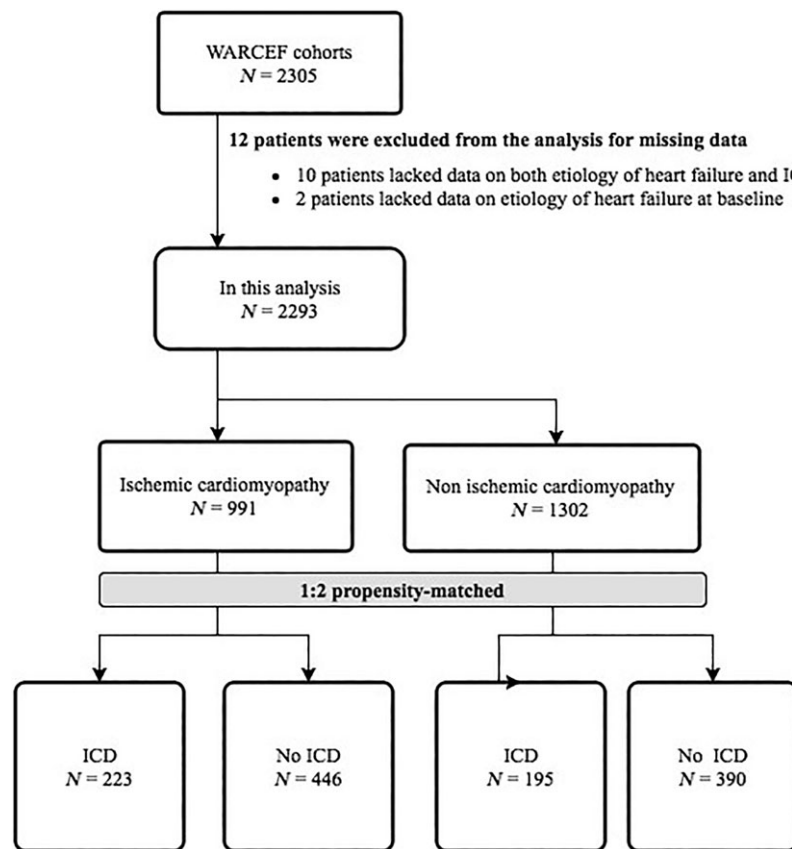 WARCEF cohorts
N = 2305
12 patients were excluded from the analysis for missing data
• 10 patients lacked data on both etiology of heart failure and
• 2 patients lacked data on etiology of heart failure at baseline
In this analysis
N = 2293
Ischemic cardiomyopathy
N = 991
Non ischemic cardiomyopathy
N = 1302
1:2 propensity-matched
ICD
N = 223
No ICD
N = 446
ICD
N = 195
No ICD
N = 390